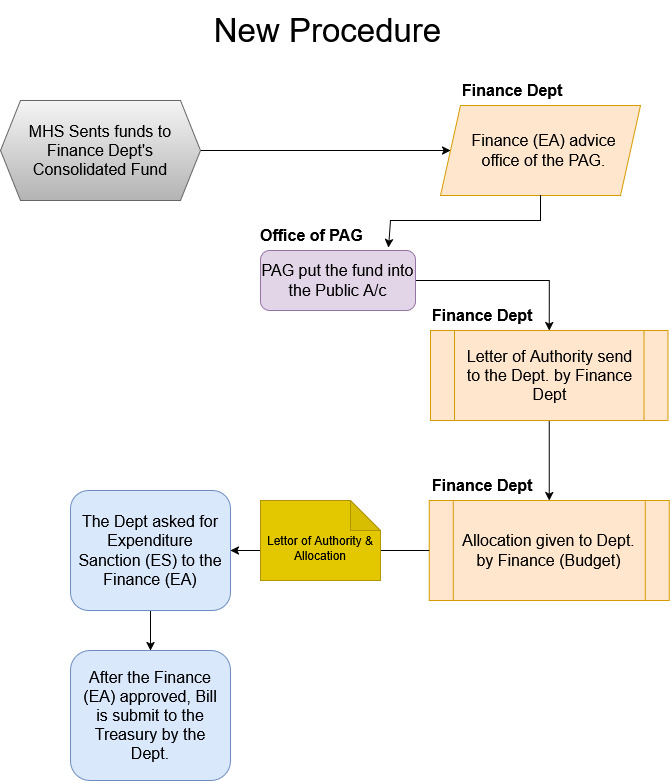 New Procedure
MHS Sents funds to
Finance Dept's
Consolidated Fund
Finance Dept
Finance (EA) advice
office of the PAG.
Office of PAG
PAG put the fund into
the Public A/c
Finance Dept
Letter of Authority send
to the Dept. by Finance
Dept
Finance Dept
Allocation given to Dept.
by Finance (Budget)
Lettor of Authority &
Allocation
The Dept asked for
Expenditure
Sanction (ES) to the
Finance (EA)
After the Finance
(EA) approved, Bill
is submit to the
Treasury by the
Dept.